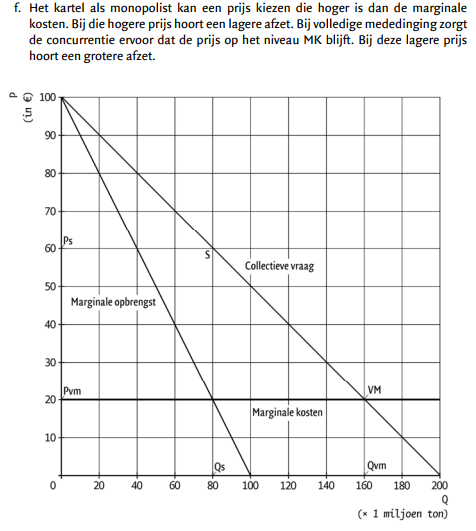 f. Het kartel als monopolist kan een prijs kiezen die hoger is dan de marginale
kosten. Bij die hogere prijs hoort een lagere afzet. Bij volledige mededinging zorgt
de concurrentie ervoor dat de prijs op het niveau MK blijft. Bij deze lagere prijs
hoort een grotere afzet.
P
(in €)
100
90
80
70
60
Ps
S
Collectieve vraag
50
Marginale opbrengst
40
30
20
Pvm
VM
Marginale kosten
10
Qs
Qvm
0 20 40 60 80 100 120 140 160 180 200
Q
(× 1 miljoen ton)